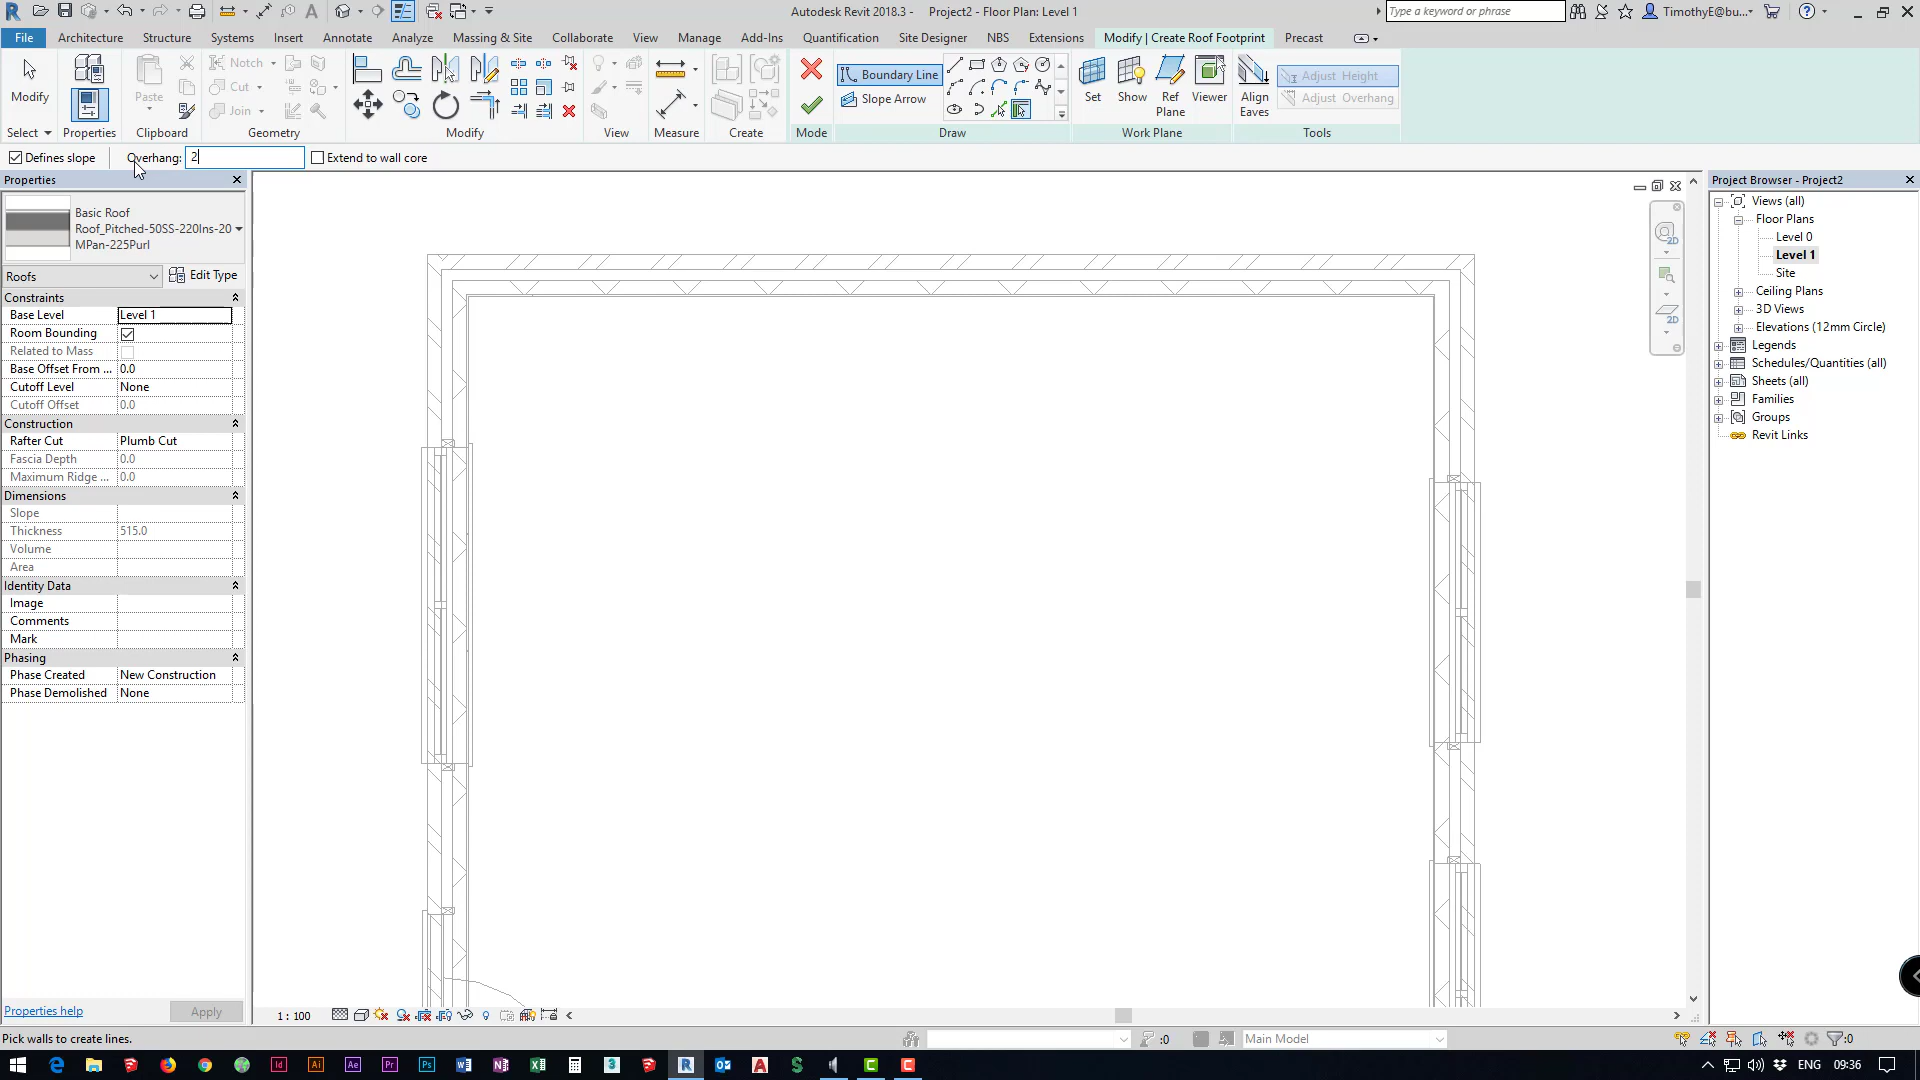 Autodesk Revit 2018.3 - Project2 - Floor Plan: Level 1
Type a keyword or phrase
TimothyE@bu...
File
Architecture
Structure
Systems
Insert
Annotate
Analyze
Massing & Site
Collaborate
View
Manage
Add-Ins
Quantification
Site Designer
NBS
Extensions
Modify | Create Roof Footprint
Precast
Modify
Paste
Notch
Cut
Join
Boundary Line
Slope Arrow
Set
Show
Ref
Plane
Viewer
Align
Eaves
Adjust Height
Adjust Overhang
Select
Properties
Clipboard
Geometry
Modify
View
Measure
Create
Mode
Draw
Work Plane
Tools
Defines slope
Overhang: 2
Extend to wall core
Properties
Basic Roof
Roof_Pitched-50SS-220Ins-20
MPan-225Purl
Roofs
Edit Type
Constraints
Base Level Level 1
Room Bounding
Related to Mass
Base Offset From ... 0.0
Cutoff Level None
Cutoff Offset 0.0
Construction
Rafter Cut Plumb Cut
Fascia Depth 0.0
Maximum Ridge ... 0.0
Dimensions
Slope
Thickness 515.0
Volume
Area
Identity Data
Image
Comments
Mark
Phasing
Phase Created New Construction
Phase Demolished None
Properties help
Apply
2D
2D
Project Browser - Project2
Views (all)
Floor Plans
Level 0
Level 1
Site
Ceiling Plans
3D Views
Elevations (12mm Circle)
Legends
Schedules/Quantities (all)
Sheets (all)
Families
Groups
Revit Links
1 : 100
Pick walls to create lines.
:0
Main Model
:0
ENG
09:36